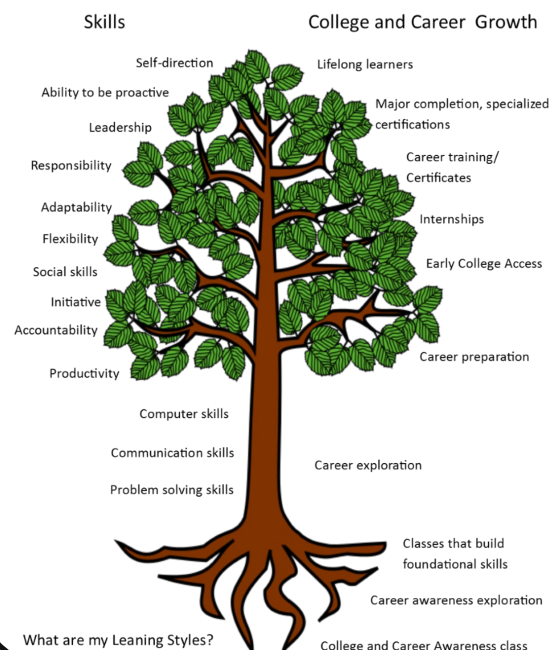 Skills
College and Career Growth
Self-direction
Ability to be proactive
Leadership
Responsibility
Adaptability
Flexibility
Social skills
Initiative
Accountability
Productivity
Computer skills
Communication skills
Problem solving skills
What are my Leaning Styles?
Lifelong learners
Major completion, specialized
certifications
Career training/
Certificates
Internships
Early College Access
Career preparation
Career exploration
Classes that build
foundational skills
Career awareness exploration
College and Career Awareness class